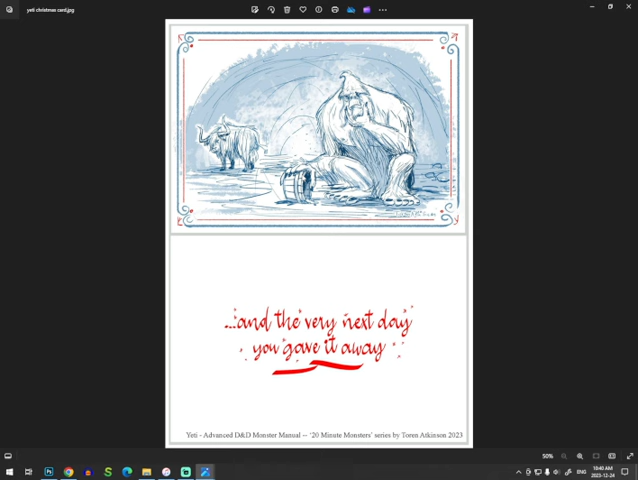 yeti christmas card.jpg
...and the very next day
you gave it away
Yeti - Advanced D&D Monster Manual -- '20 Minute Monsters' series by Toren Atkinson 2023
50%
ENG
10:40 AM
2023-12-24